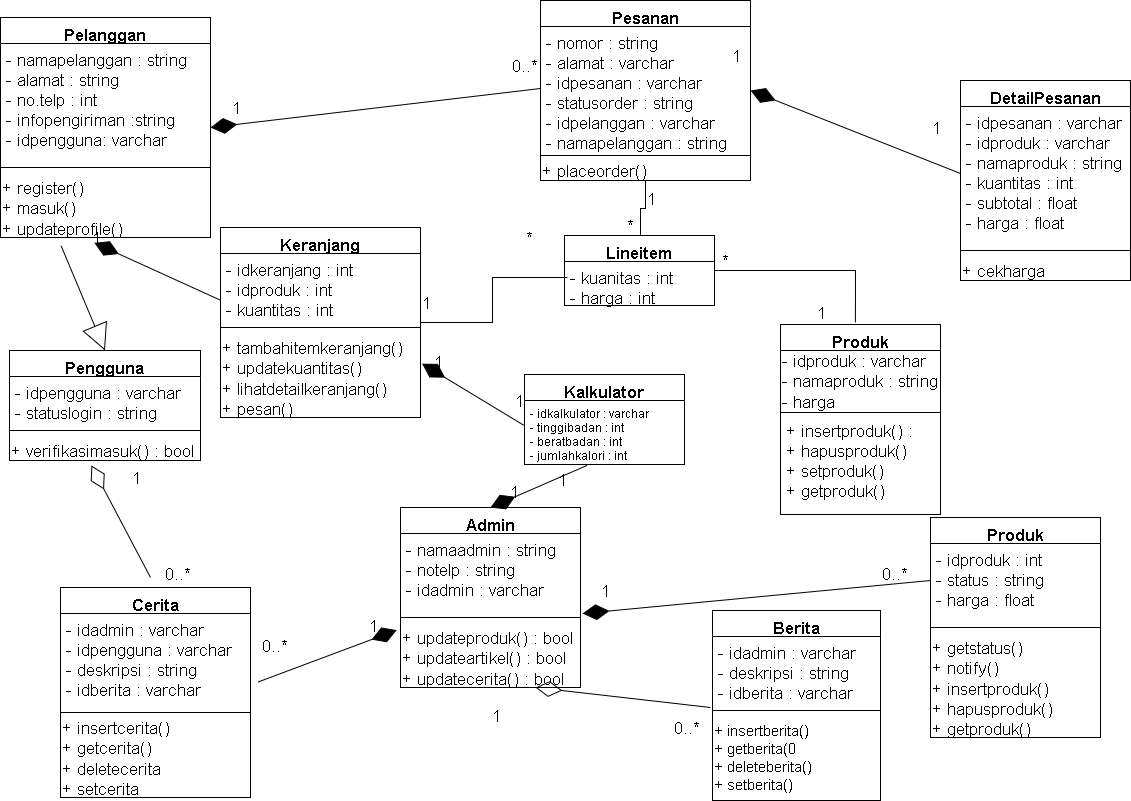 Pelanggan
- namapelanggan : string
- alamat : string
- no.telp : int
- infopengiriman :string
- idpengguna: varchar
+ register()
+ masuk()
+ updateprofile()
1
0..*
Pesanan
- nomor : string
- alamat : varchar
- idpesanan : varchar
- statusorder : string
- idpelanggan : varchar
- namapelanggan : string
+ placeorder()
1
1
DetailPesanan
- idpesanan : varchar
- idproduk : varchar
- namaproduk : string
- kuantitas : int
- subtotal : float
- harga : float
+ cekharga
1
*
Keranjang
- idkeranjang : int
- idproduk : int
- kuantitas : int
+ tambahitemkeranjang()
+ updatekuantitas()
+ lihatdetailkeranjang()
+ pesan()
*
1
Lineitem
- kuanitas : int
- harga : int
*
1
Produk
- idproduk : varchar
- namaproduk : string
- harga
+ insertproduk() :
+ hapusproduk()
+ setproduk()
+ getproduk()
Pengguna
- idpengguna : varchar
- statuslogin : string
+ verifikasimasuk() : bool
1
0..*
1
1
Kalkulator
- idkalkulator : varchar
- tinggibadan : int
- beratbadan : int
- jumlahkalori : int
1
1
Admin
- namaadmin : string
- notelp : string
- idadmin : varchar
+ updateproduk() : bool
+ updateartikel() : bool
+ updatecerita() : bool
1
0..*
Produk
- idproduk : int
- status : string
- harga : float
+ getstatus()
+ notify()
+ insertproduk()
+ hapusproduk()
+ getproduk()
Cerita
- idadmin : varchar
- idpengguna : varchar
- deskripsi : string
- idberita : varchar
+ insertcerita()
+ getcerita()
+ deletecerita
+ setcerita
0..*
1
1
0..*
Berita
- idadmin : varchar
- deskripsi : string
- idberita : varchar
+ insertberita()
+ getberita(0
+ deleteberita()
+ setberita()